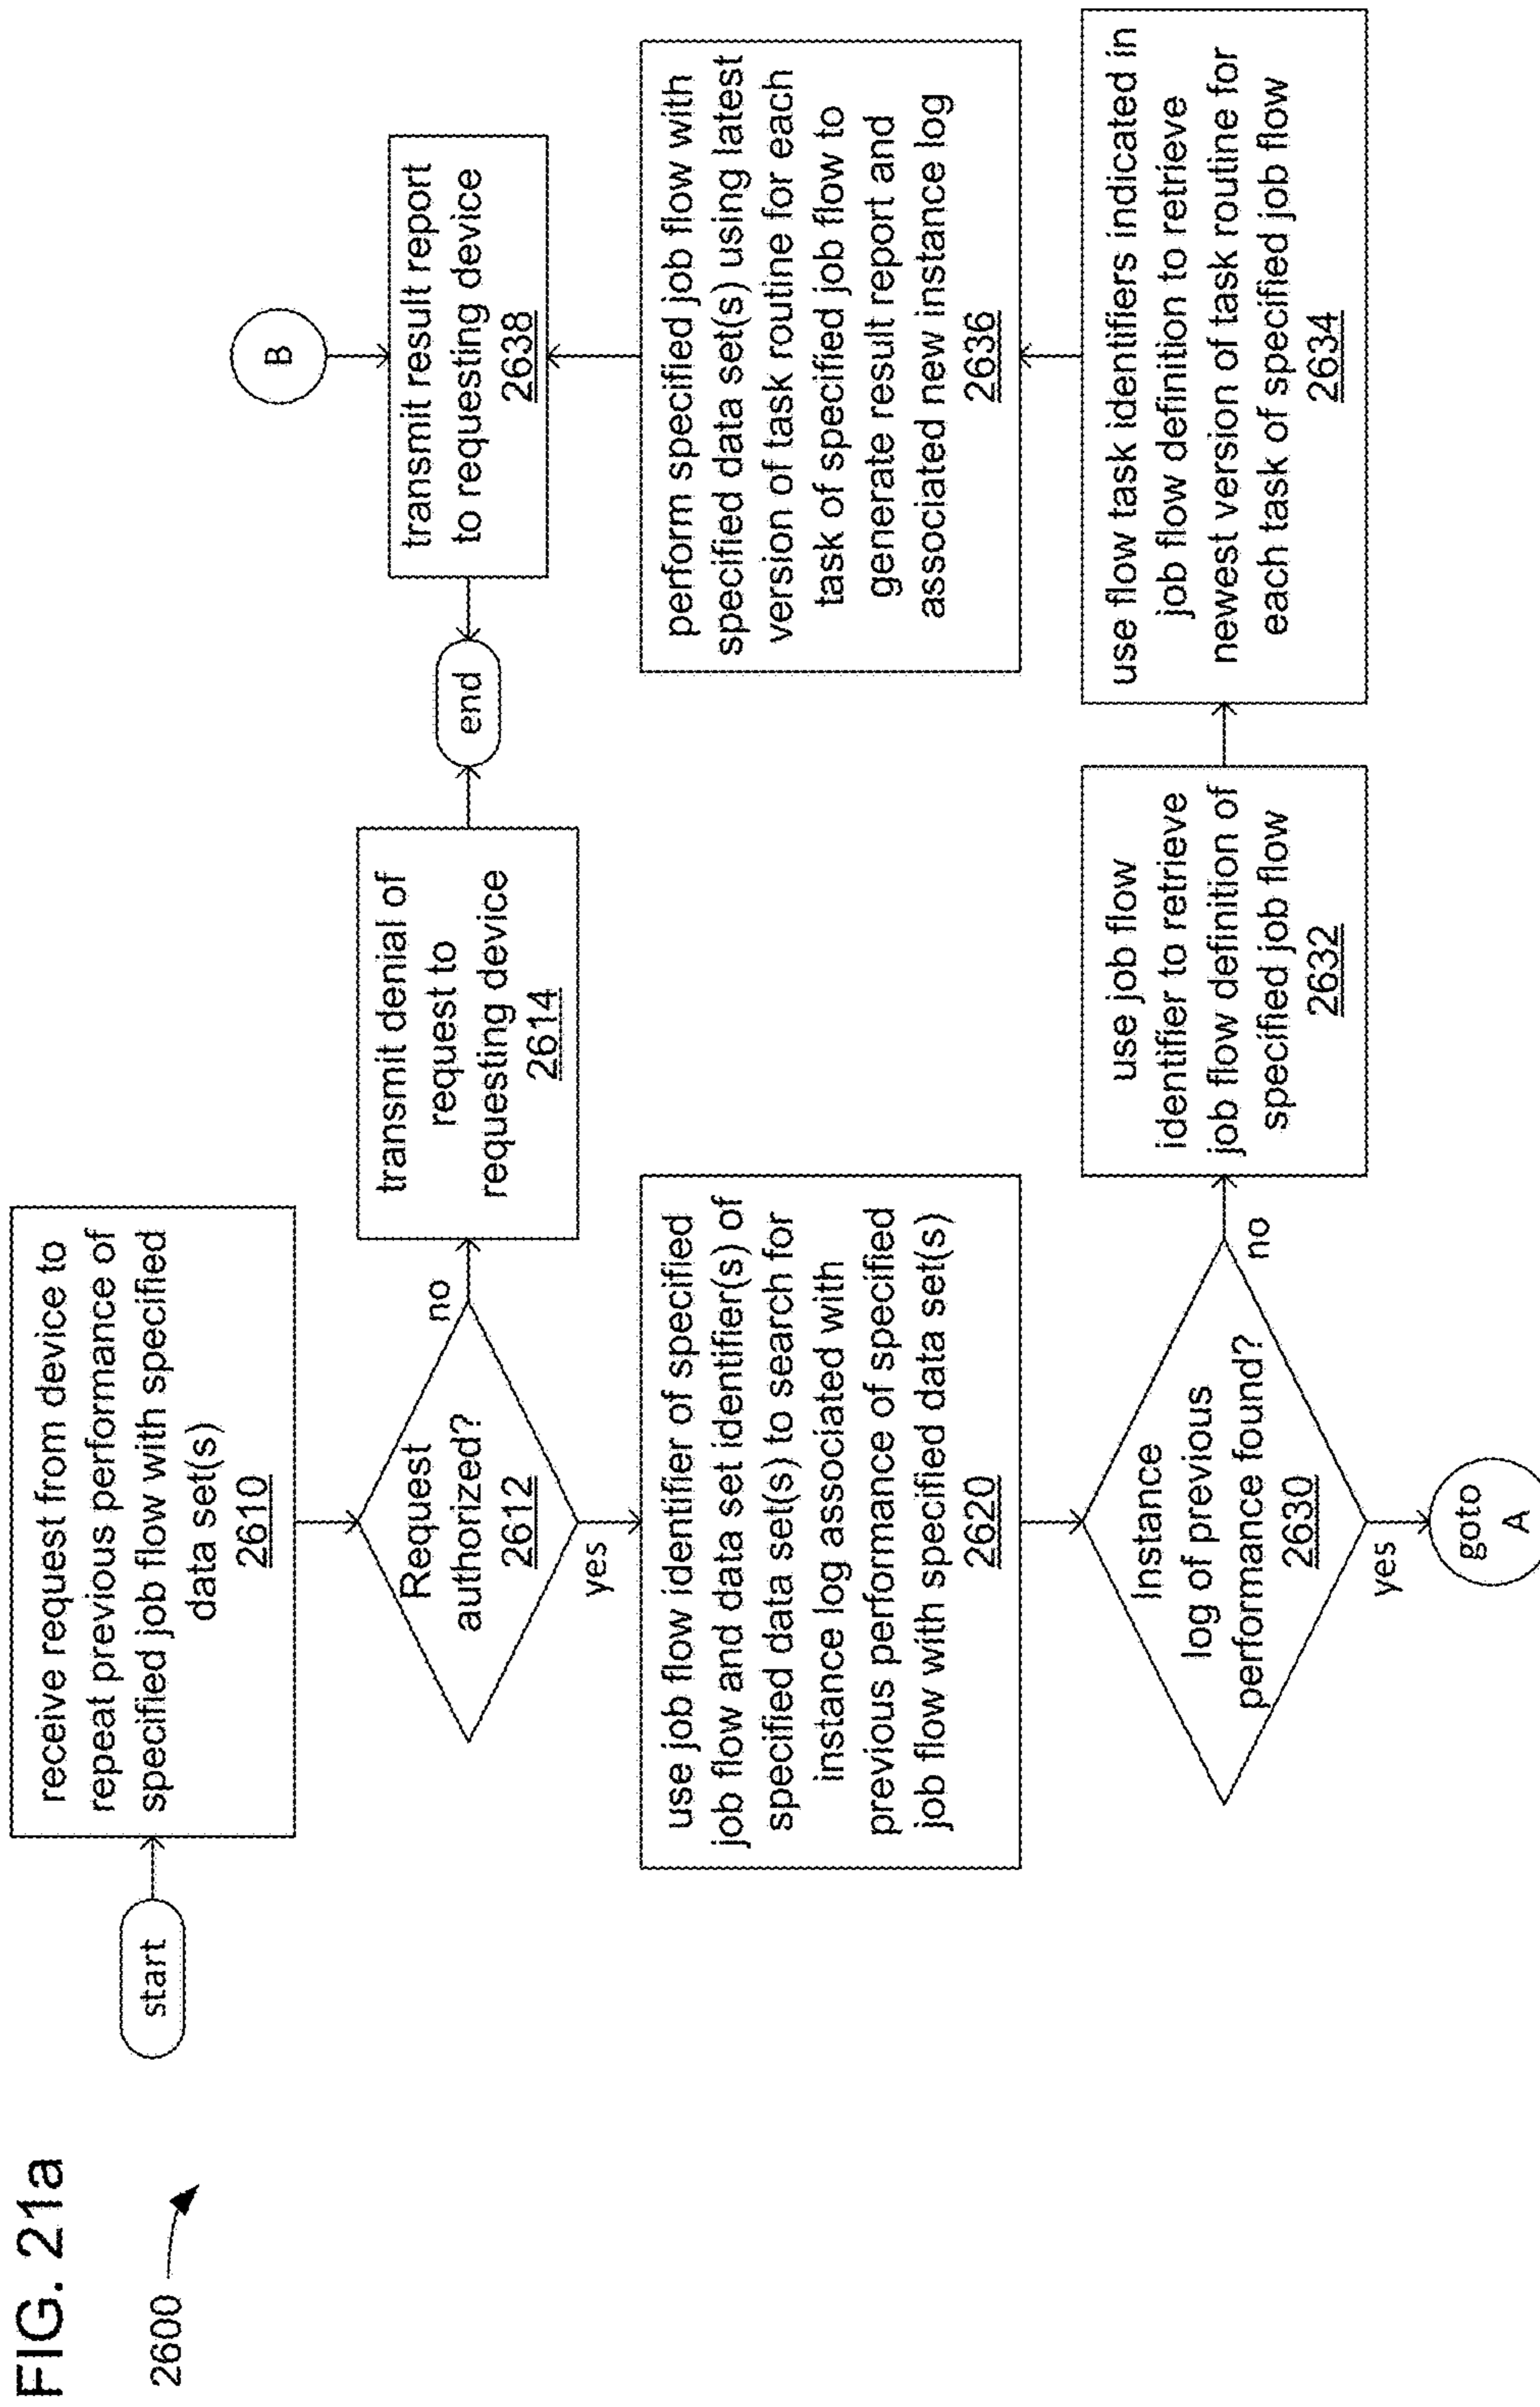 FIG. 21a
2600
start
receive request from device to
repeat previous performance of
specified job flow with specified
data set(s)
2610
Request
authorized?
2612
no
yes
transmit denial of
request to
requesting device
2614
end
use job flow identifier of specified
job flow and data set identifier(s) of
specified data set(s) to search for
instance log associated with
previous performance of specified
job flow with specified data set(s)
2620
Instance
log of previous
performance found?
2630
no
yes
goto
A
use job flow
identifier to retrieve
job flow definition of
specified job flow
2632
use flow task identifiers indicated in
job flow definition to retrieve
newest version of task routine for
each task of specified job flow
2634
perform specified job flow with
specified data set(s) using latest
version of task routine for each
task of specified job flow to
generate result report and
associated new instance log
2636
B
transmit result report
to requesting device
2638